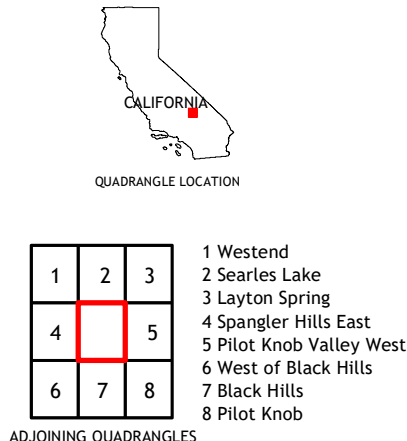 CALIFORNIA
QUADRANGLE LOCATION
1 2 3
4 5
6 7 8
1 Westend
2 Searles Lake
3 Layton Spring
4 Spangler Hills East
5 Pilot Knob Valley West
6 West of Black Hills
7 Black Hills
8 Pilot Knob
ADJOINING QUADRANGLES